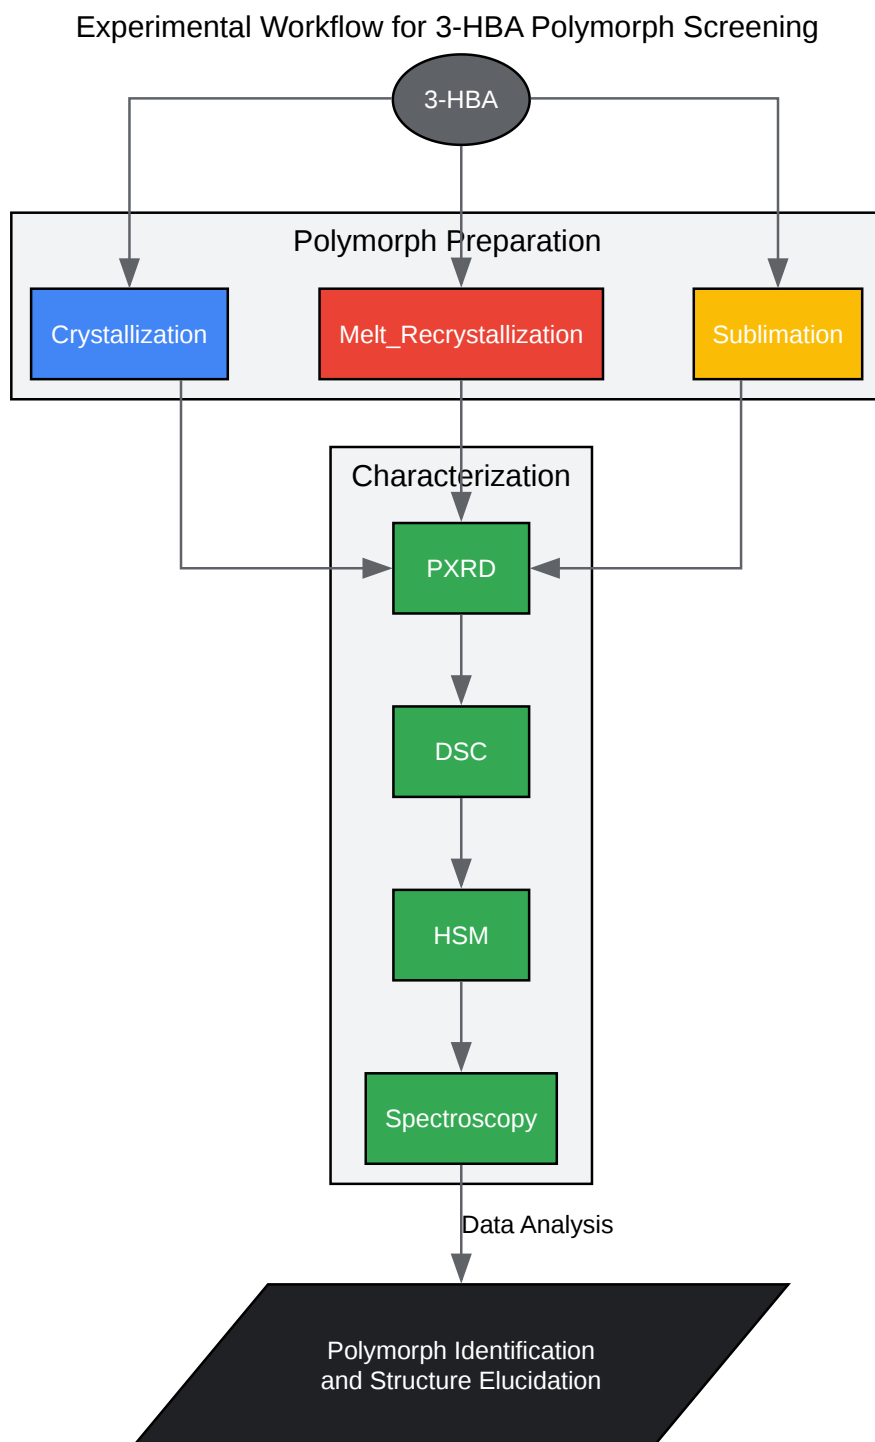 Experimental Workflow for 3-HBA Polymorph Screening
3-HBA
Polymorph Preparation
Crystallization
Melt_Recrystallization
Sublimation
Characterization
PXRD
DSC
HSM
Spectroscopy
Data Analysis
Polymorph Identification
and Structure Elucidation